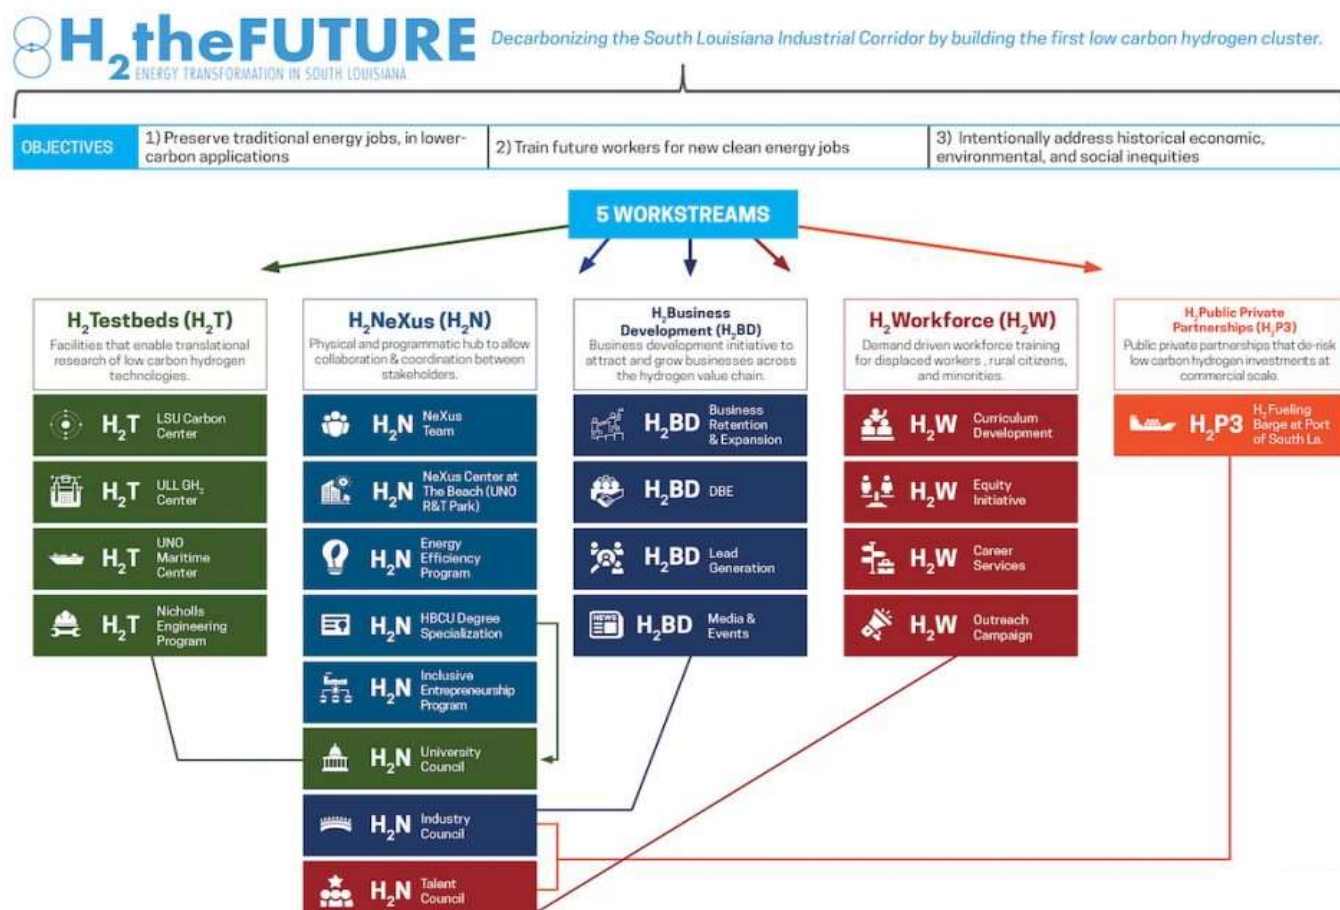 H₂theFUTURE
ENERGY TRANSFORMATION IN SOUTH LOUISIANA
Decarbonizing the South Louisiana Industrial Corridor by building the first low carbon hydrogen cluster.
OBJECTIVES
1) Preserve traditional energy jobs, in lower-
carbon applications
2) Train future workers for new clean energy jobs
3) Intentionally address historical economic,
environmental, and social inequities
5 WORKSTREAMS
H₂Testbeds (H₂T)
Facilities that enable translational
research of low carbon hydrogen
technologies.
H₂T
LSU Carbon
Center
H₂T
ULL GH₂
Center
H₂T
UNO
Maritime
Center
H₂T
Nicholls
Engineering
Program
H₂NeXus (H₂N)
Physical and programmatic hub to allow
collaboration & coordination between
stakeholders.
H₂N
NeXus
Team
H₂N
NeXus Center at
The Beach (UNO
R&T Park)
H₂N
Energy
Efficiency
Program
H₂N
HBCU Degree
Specialization
H₂N
Inclusive
Entrepreneurship
Program
H₂N
University
Council
H₂N
Industry
Council
H₂N
Talent
Council
H₂Business
Development (H₂BD)
Business development initiative to
attract and grow businesses across
the hydrogen value chain.
H₂BD
Business
Retention
& Expansion
H₂BD
DBE
H₂BD
Lead
Generation
NEWS
H₂BD
Media &
Events
H₂Workforce (H₂W)
Demand driven workforce training
for displaced workers , rural citizens,
and minorities.
H₂W
Curriculum
Development
H₂W
Equity
Initiative
H₂W
Career
Services
H₂W
Outreach
Campaign
H₂Public Private
Partnerships (H₂P3)
Public private partnerships that de-risk
low carbon hydrogen investments at
commercial scale.
H₂P3
H₂Fueling
Barge at Port
of South La.